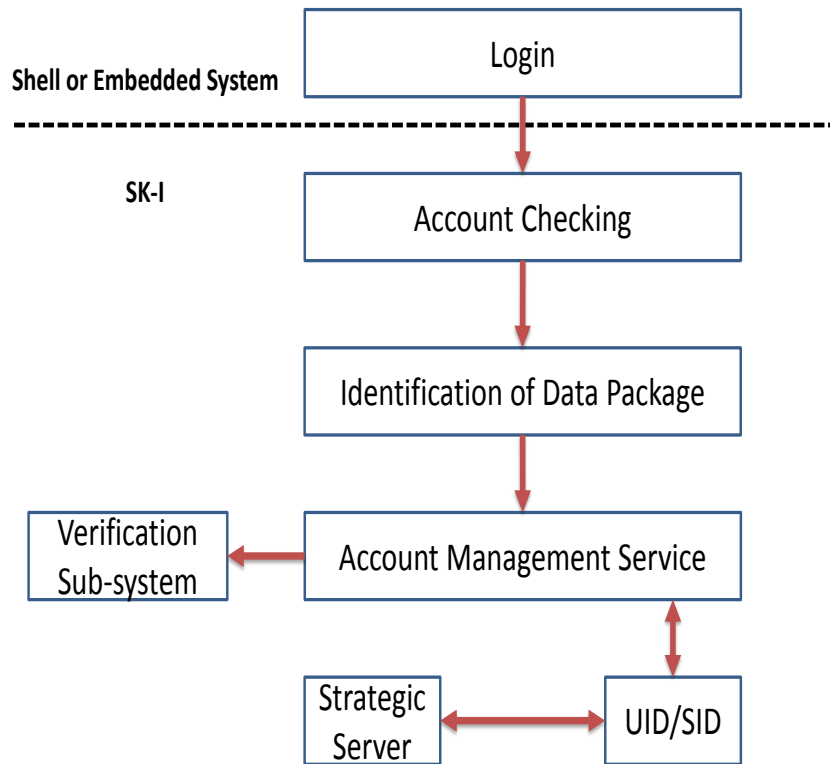 Login
Shell or Embedded System
SK-I
Account Checking
Identification of Data Package
Verification
Sub-system
Account Management Service
Strategic
Server
UID/SID